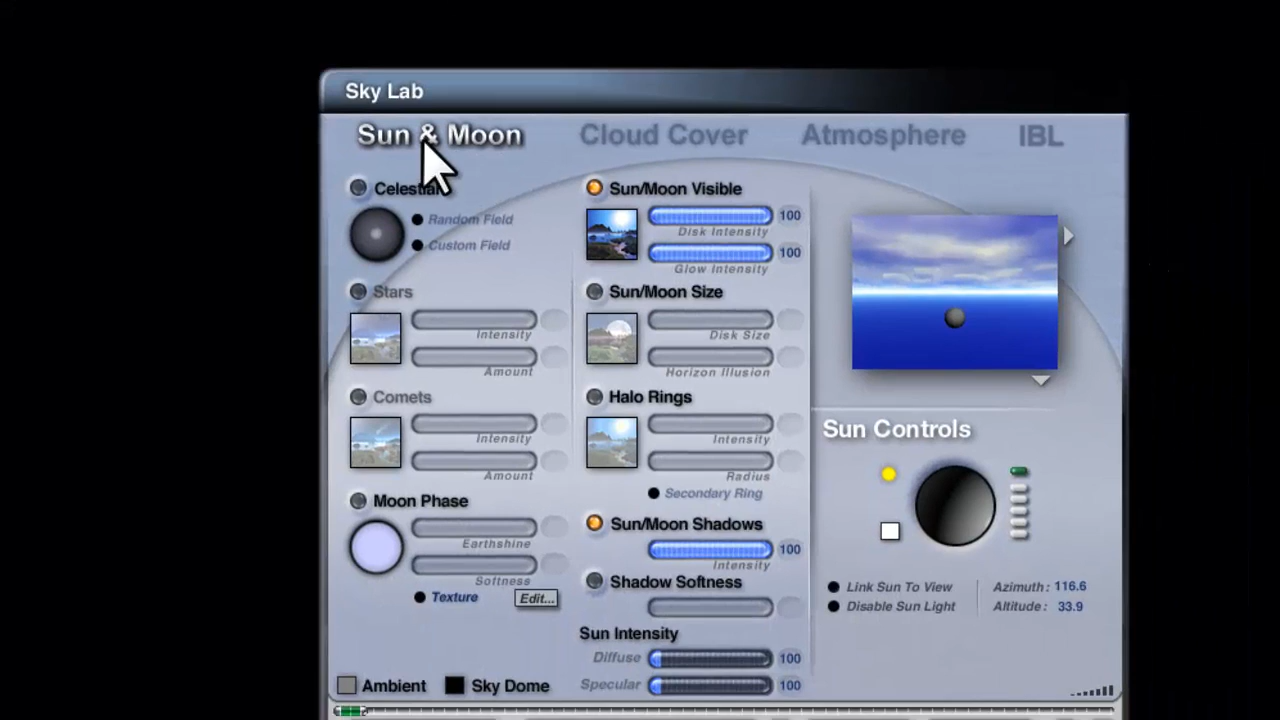 Sky Lab
Sun & Moon Cloud Cover Atmosphere IBL
Celestial
Random Field
Custom Field
Stars
Intensity
Amount
Comets
Intensity
Amount
Moon Phase
Earthshine
Softness
Texture Edit...
Ambient Sky Dome
Sun/Moon Visible
100
Disk Intensity
100
Glow Intensity
Sun/Moon Size
Disk Size
Horizon Illusion
Halo Rings
Intensity
Radius
Secondary Ring
Sun/Moon Shadows
100
Intensity
Shadow Softness
Sun Intensity
Diffuse 100
Specular 100
Sun Controls
Link Sun To View Azimuth: 116.6
Disable Sun Light Altitude: 33.9